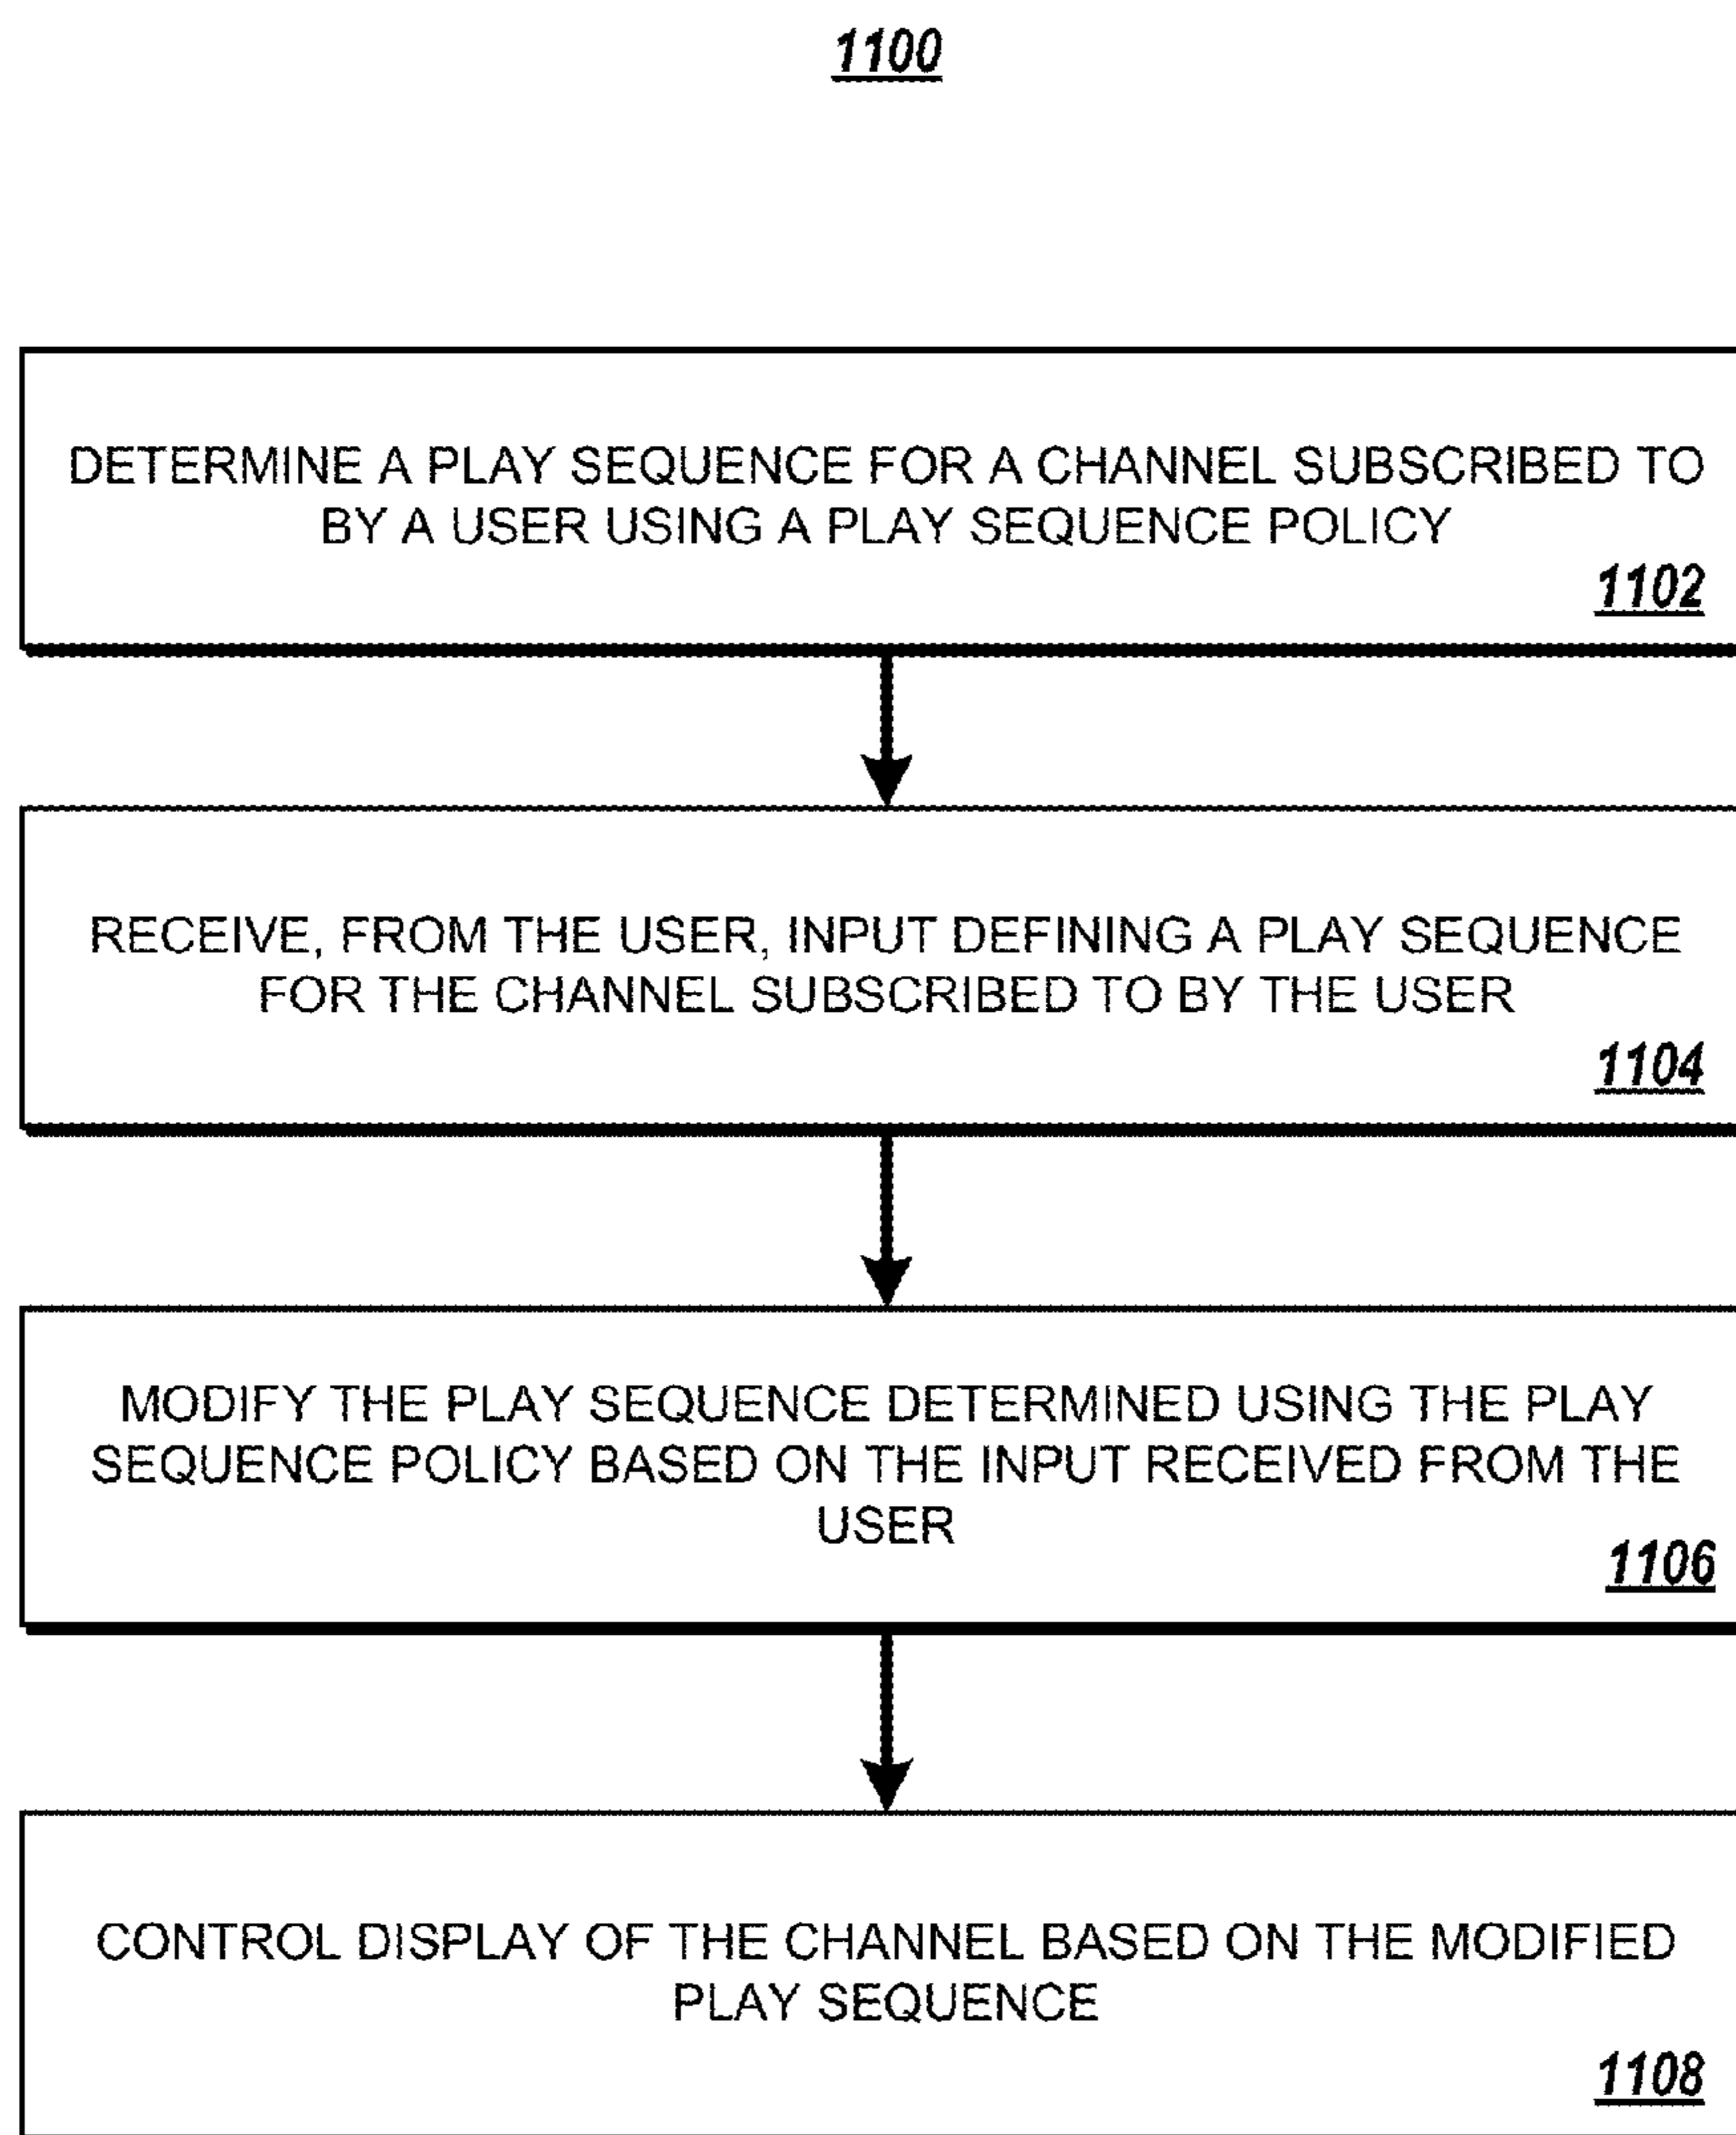 1100
DETERMINE A PLAY SEQUENCE FOR A CHANNEL SUBSCRIBED TO
BY A USER USING A PLAY SEQUENCE POLICY
1102
RECEIVE, FROM THE USER, INPUT DEFINING A PLAY SEQUENCE
FOR THE CHANNEL SUBSCRIBED TO BY THE USER
1104
MODIFY THE PLAY SEQUENCE DETERMINED USING THE PLAY
SEQUENCE POLICY BASED ON THE INPUT RECEIVED FROM THE
USER
1106
CONTROL DISPLAY OF THE CHANNEL BASED ON THE MODIFIED
PLAY SEQUENCE
1108